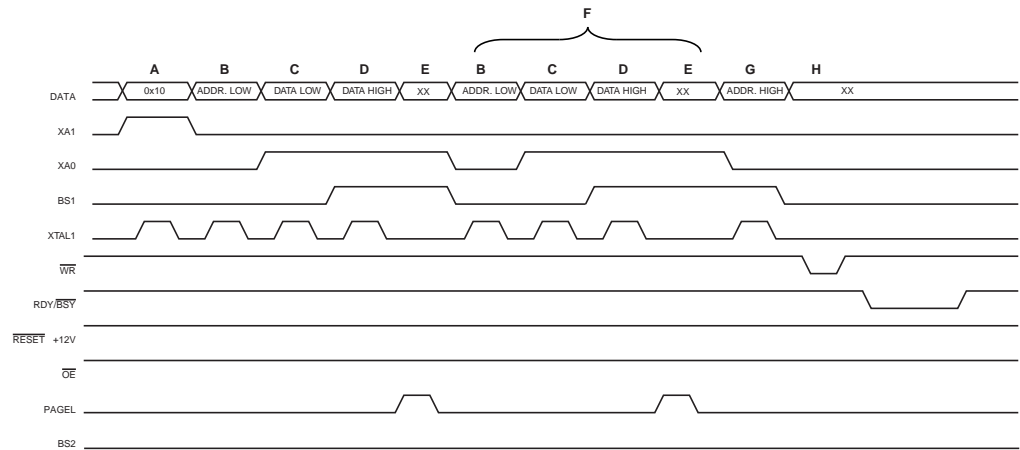 F
A B C D E B C D E G H
DATA 0x10 ADDR. LOW DATA LOW DATA HIGH XX ADDR. LOW DATA LOW DATA HIGH XX ADDR. HIGH XX
XA1
XA0
BS1
XTAL1
WR
RDY/BSY
RESET +12V
OE
PAGEL
BS2